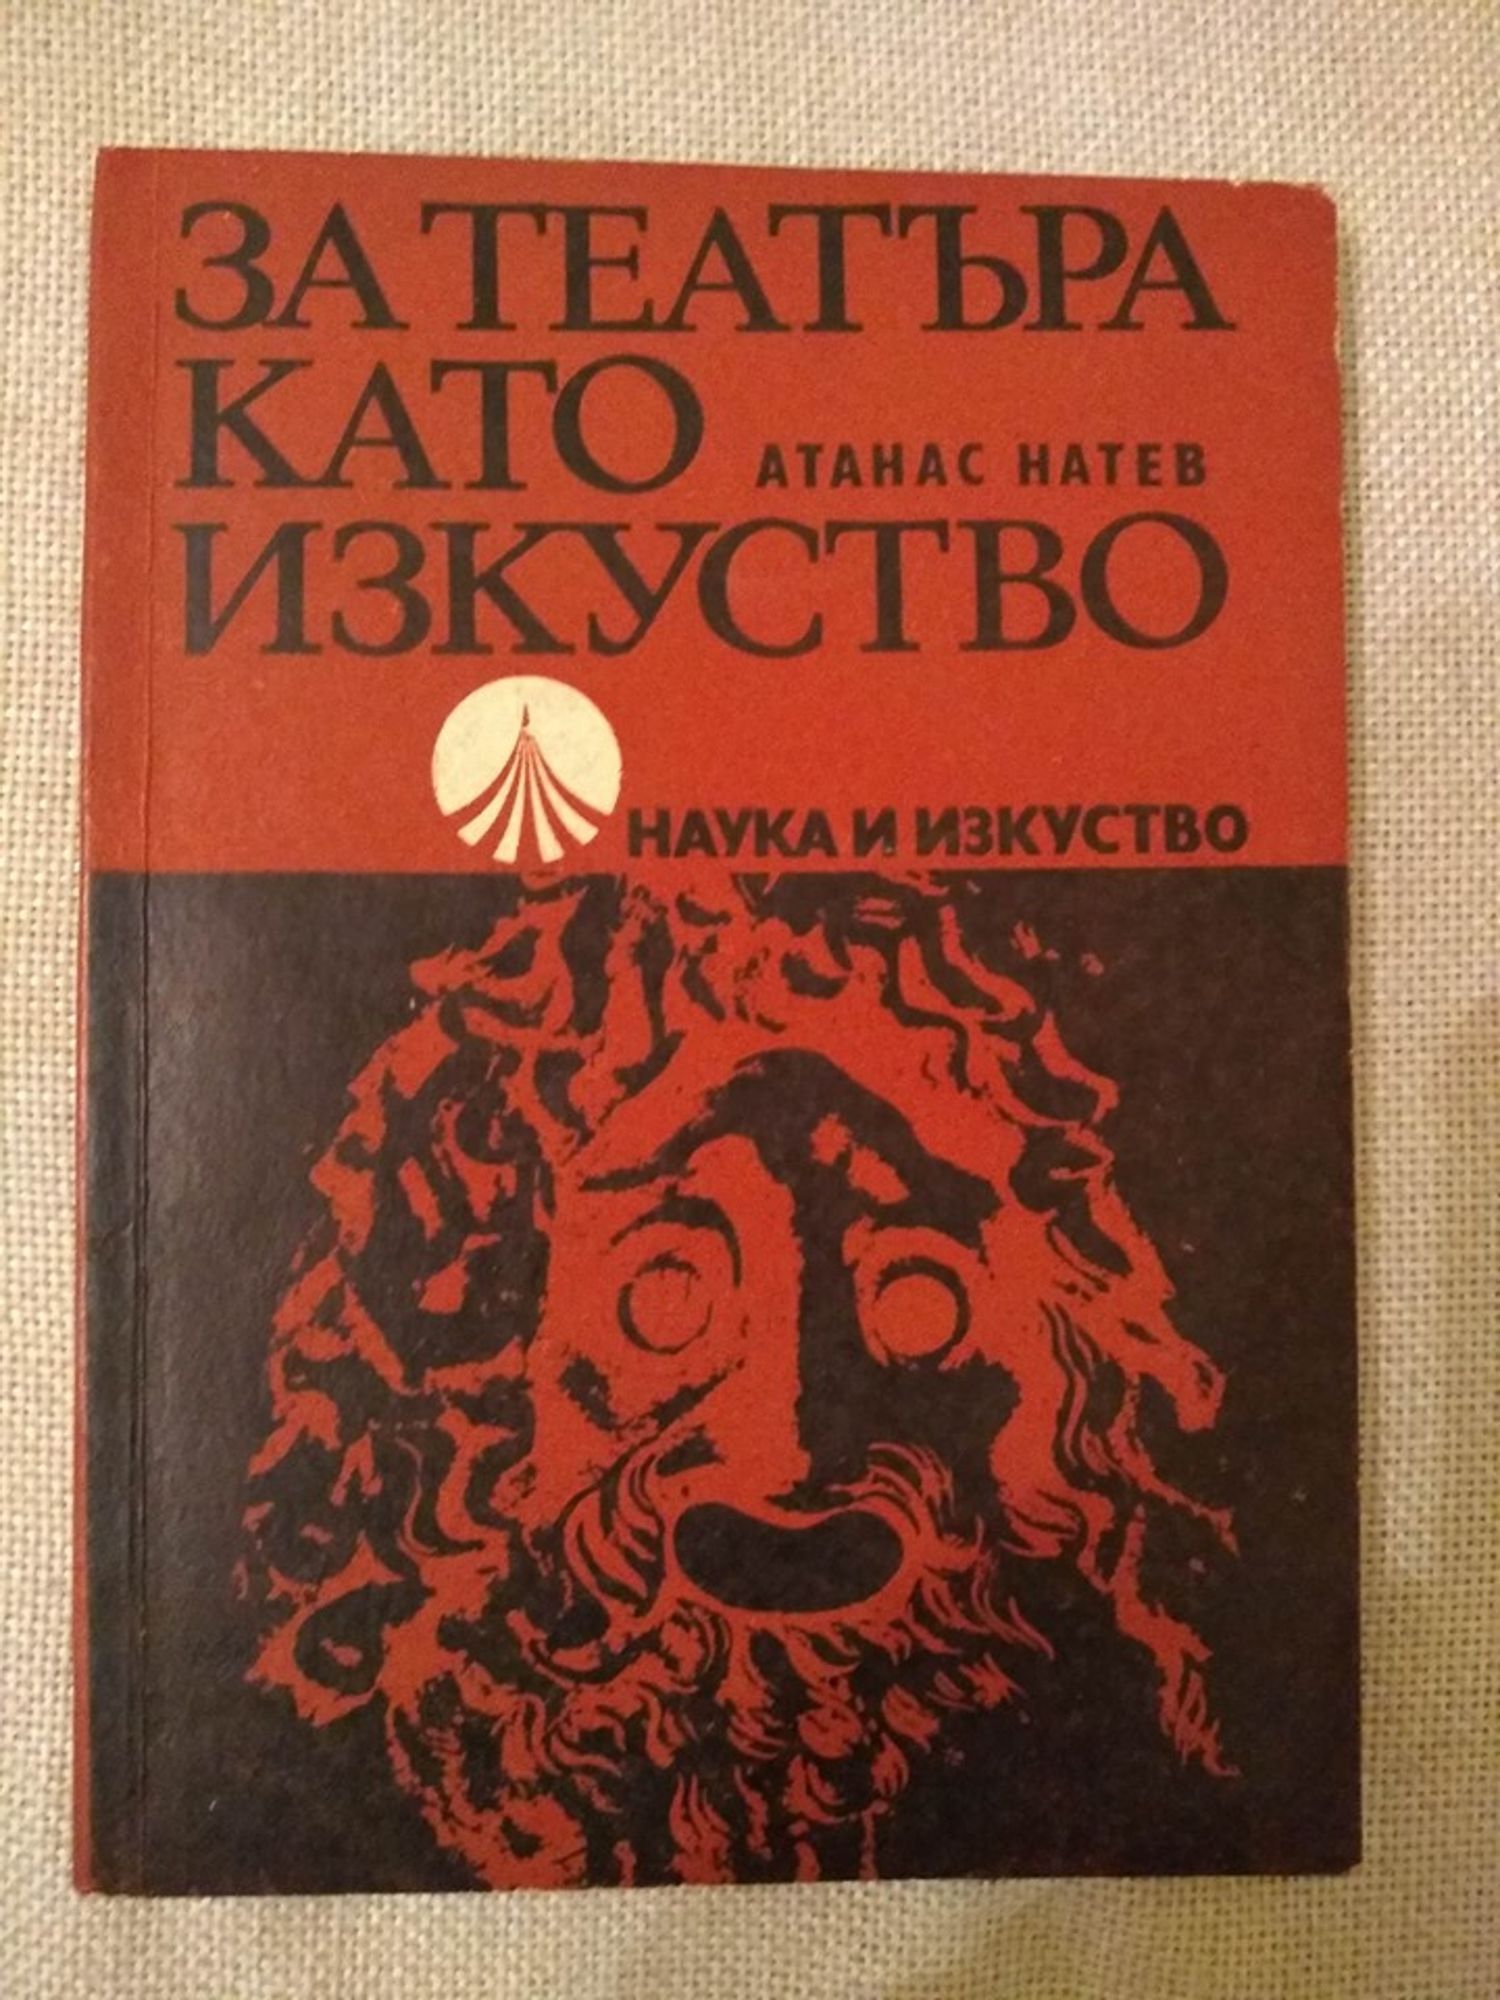 ЗА ТЕАТЪРА
КАТО
АТАНАС НАТЕВ
ИЗКУСТВО
НАУКА И ИЗКУСТВО